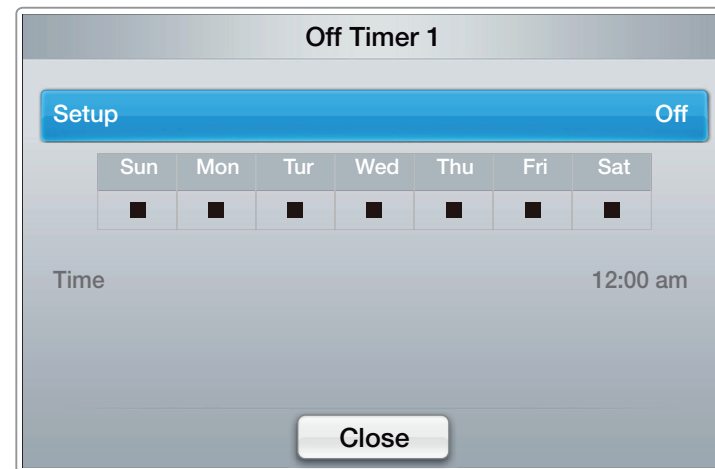 Off Timer 1
Setup Off
Sun Mon Tur Wed Thu Fri Sat
Time 12:00 am
Close